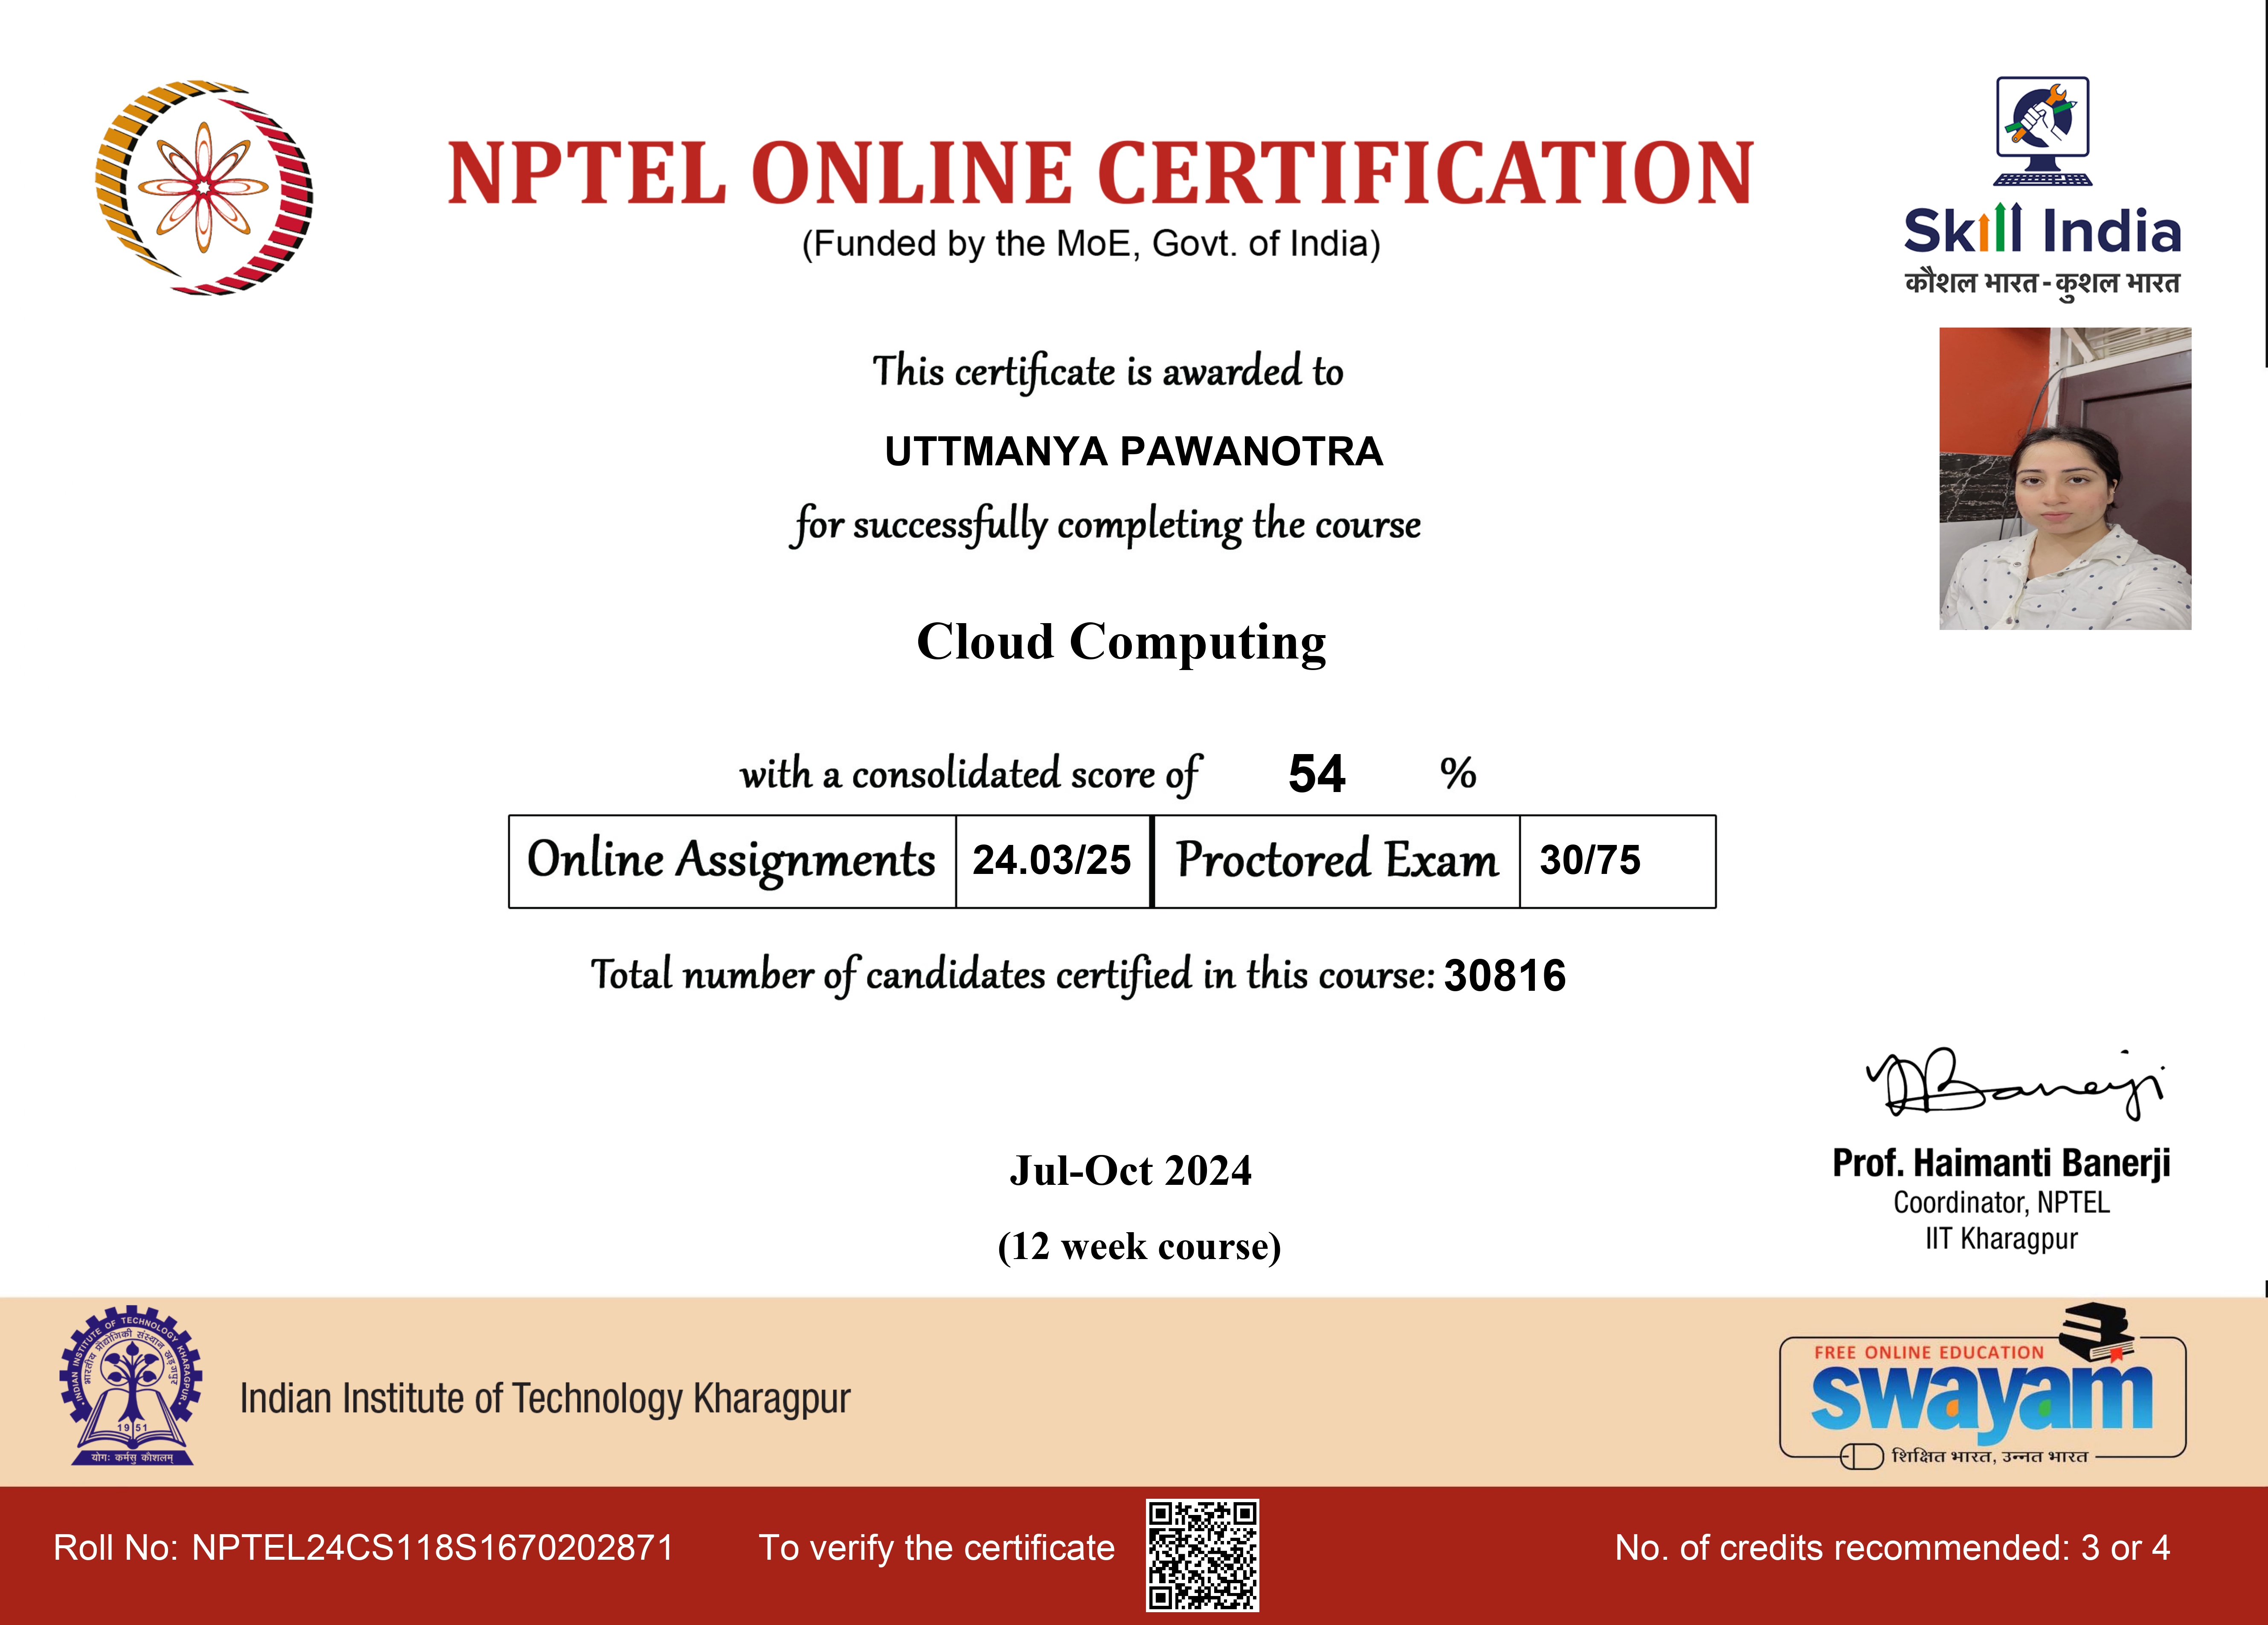 NPTEL ONLINE CERTIFICATION
(Funded by the MoE, Govt. of India)
Skill India
कौशल भारत - कुशल भारत
This certificate is awarded to
UTTMANYA PAWANOTRA
for successfully completing the course
Cloud Computing
with a consolidated score of 54 %
Online Assignments 24.03/25 Proctored Exam 30/75
Total number of candidates certified in this course: 30816
Banerji
Prof. Haimanti Banerji
Coordinator, NPTEL
IIT Kharagpur
Jul-Oct 2024
(12 week course)
INDIAN INSTITUTE OF TECHNOLOGY KHARAGPUR
भारतीय प्रौद्योगिकी संस्थान खड़गपुर
1951
योगः कर्मसु कौशलम्
Indian Institute of Technology Kharagpur
FREE ONLINE EDUCATION
swayam
शिक्षित भारत, उन्नत भारत
Roll No: NPTEL24CS118S1670202871
To verify the certificate
No. of credits recommended: 3 or 4